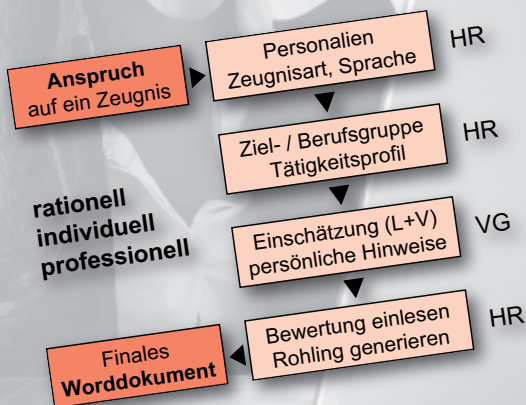 Anspruch
auf ein Zeugnis
Personalien
Zeugnisart, Sprache
HR
Ziel- / Berufsgruppe
Tätigkeitsprofil
HR
rationell
individuell
professionell
Einschätzung (L+V)
persönliche Hinweise
VG
Bewertung einlesen
Rohling generieren
HR
Finales
Worddokument